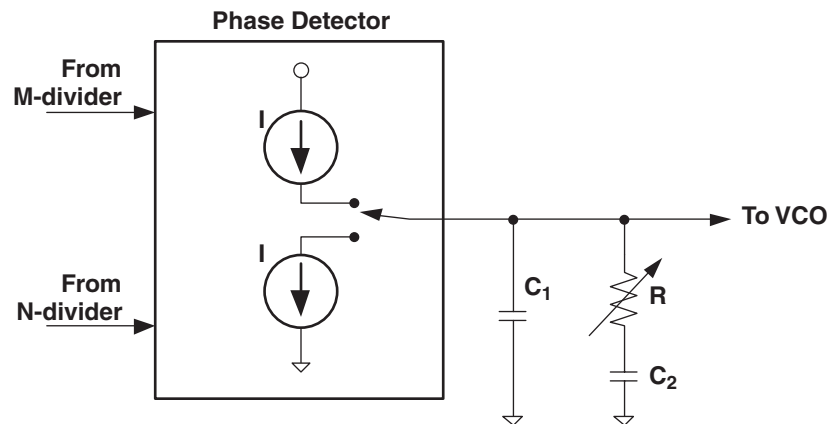 Phase Detector
From
M-divider
I
To VCO
I
From
N-divider
C1
R
C2